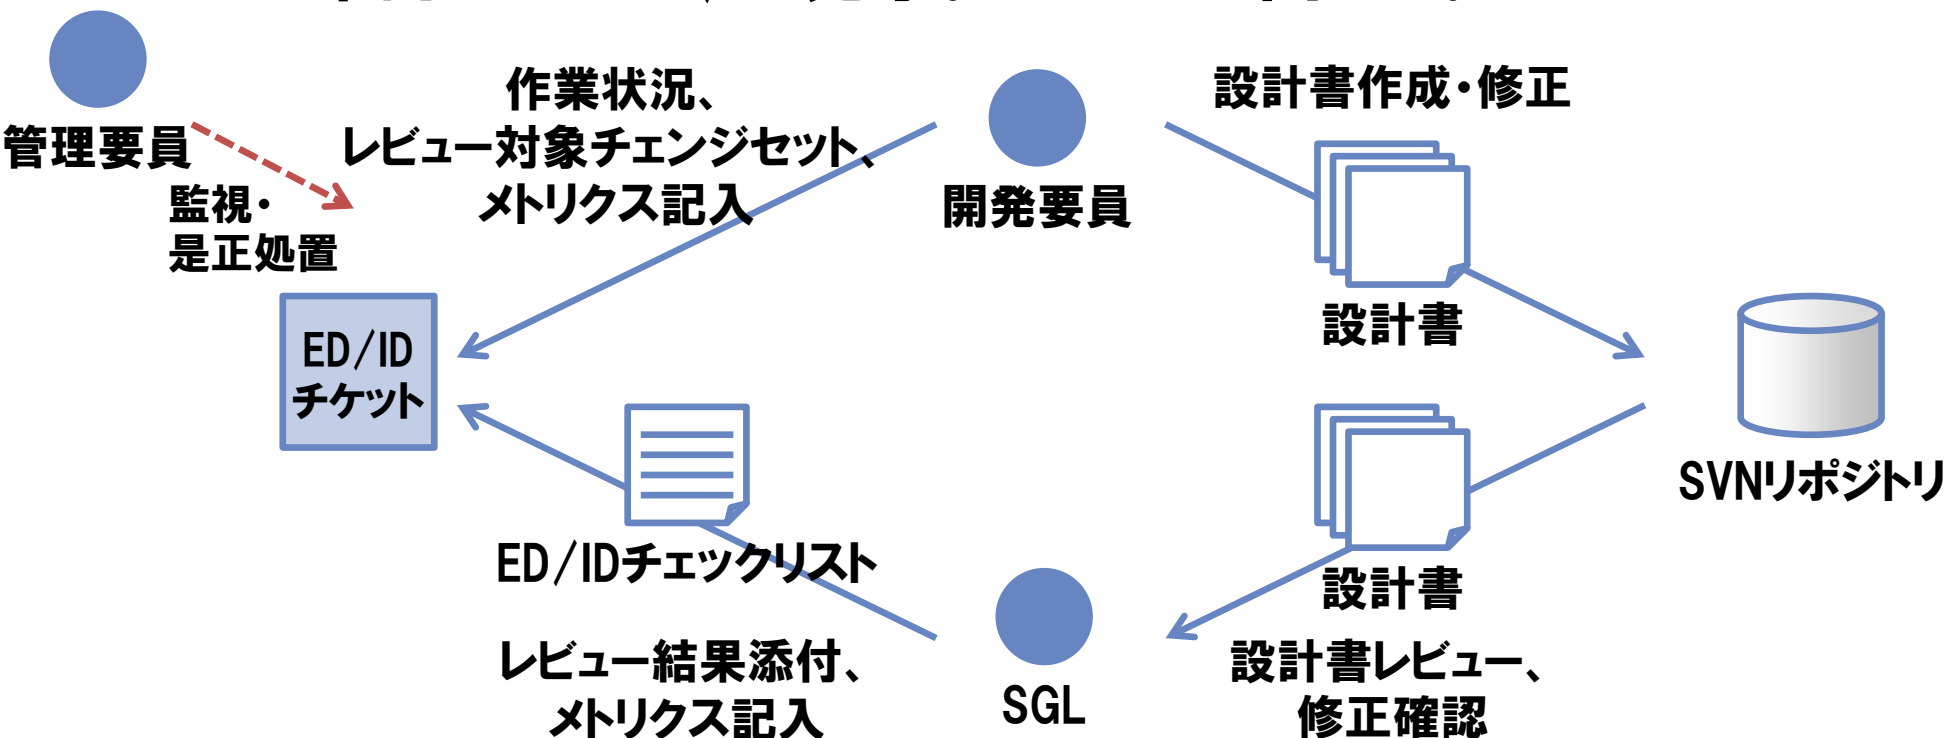 管理要員
監視・
是正処置
作業状況、
レビュー対象チェンジセット、
メトリクス記入
開発要員
設計書作成・修正
設計書
ED/ID
チケット
SVNリポジトリ
ED/IDチェックリスト
設計書
レビュー結果添付、
メトリクス記入
SGL
設計書レビュー、
修正確認